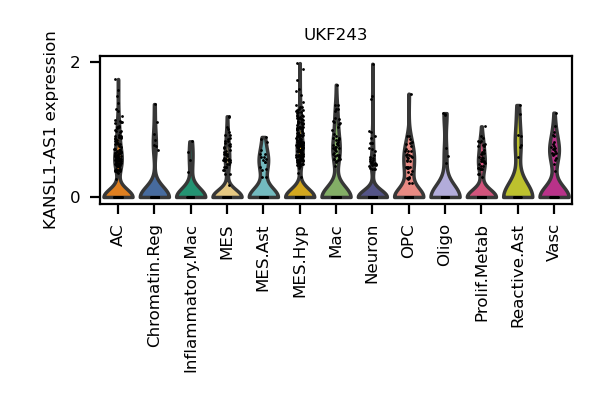 UKF243
KANSL1-AS1 expression
2
0
AC
Chromatin.Reg
Inflammatory.Mac
MES
MES.Ast
MES.Hyp
Mac
Neuron
OPC
Oligo
Prolif.Metab
Reactive.Ast
Vasc